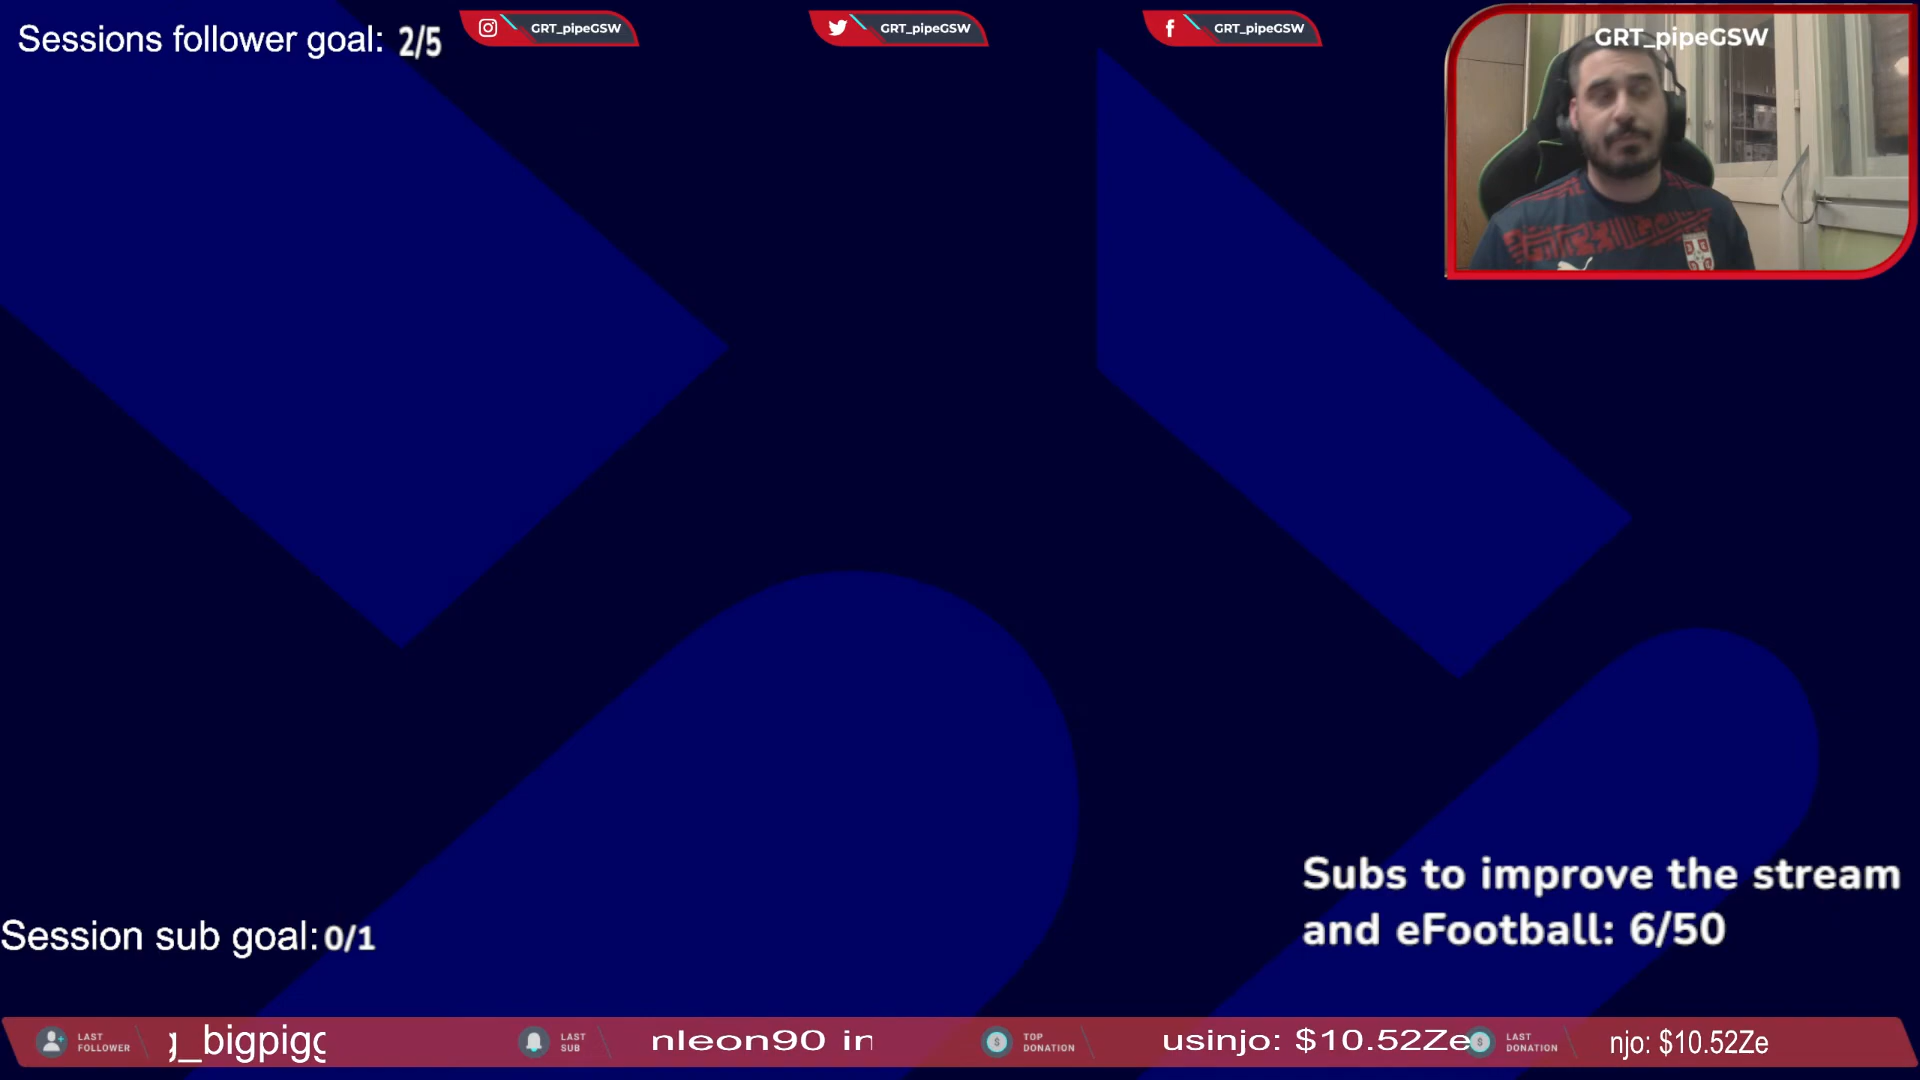 Sessions follower goal: 2/5
GRT_pipeGSW
GRT_pipeGSW
GRT_pipeGSW
GRT_pipeGSW
Subs to improve the stream
and eFootball: 6/50
Session sub goal: 0/1
LAST
FOLLOWER
g_bigpigg
LAST
SUB
nleon90 in
TOP
DONATION
usinjo: $10.52Ze
LAST
DONATION
njo: $10.52Ze